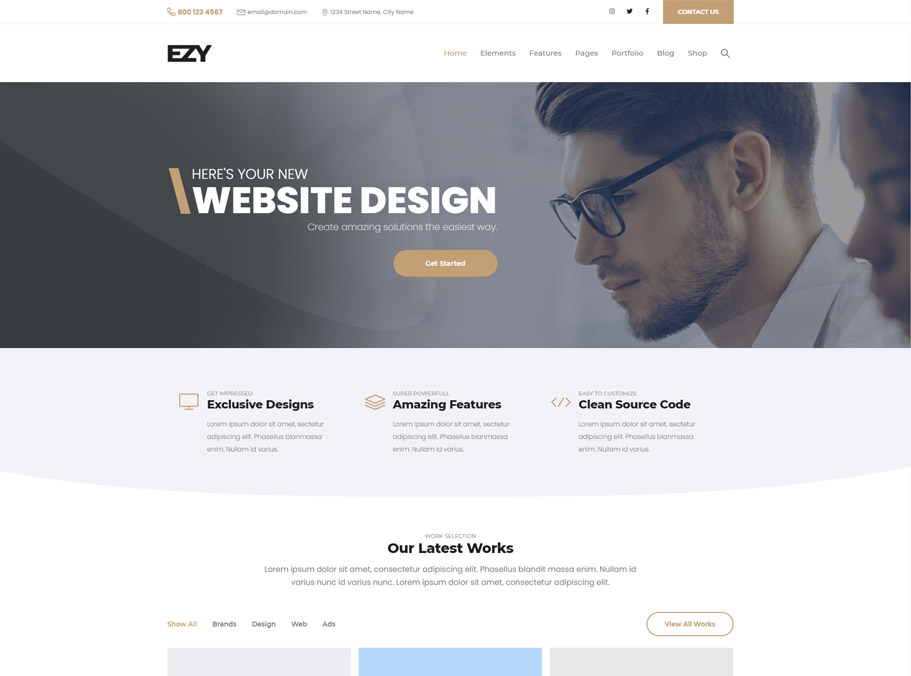 800 123 4567
email@domain.com
1234 Street Name, City Name
CONTACT US
EZY
Home Elements Features Pages Portfolio Blog Shop
HERE'S YOUR NEW
WEBSITE DESIGN
Create amazing solutions the easiest way.
Get Started
GET IMPRESSED
Exclusive Designs
Lorem ipsum dolor sit amet, sectetur
adipiscing elit. Phasellus blanmassa
enim. Nullam id varius.
SUPER POWERFULL
Amazing Features
Lorem ipsum dolor sit amet, sectetur
adipiscing elit. Phasellus blanmassa
enim. Nullam id varius.
EASY TO CUSTOMIZE
Clean Source Code
Lorem ipsum dolor sit amet, sectetur
adipiscing elit. Phasellus blanmassa
enim. Nullam id varius.
WORK SELECTION
Our Latest Works
Lorem ipsum dolor sit amet, consectetur adipiscing elit. Phasellus blandit massa enim. Nullam id
varius nunc id varius nunc. Lorem ipsum dolor sit amet, consectetur adipiscing elit.
Show All Brands Design Web Ads
View All Works